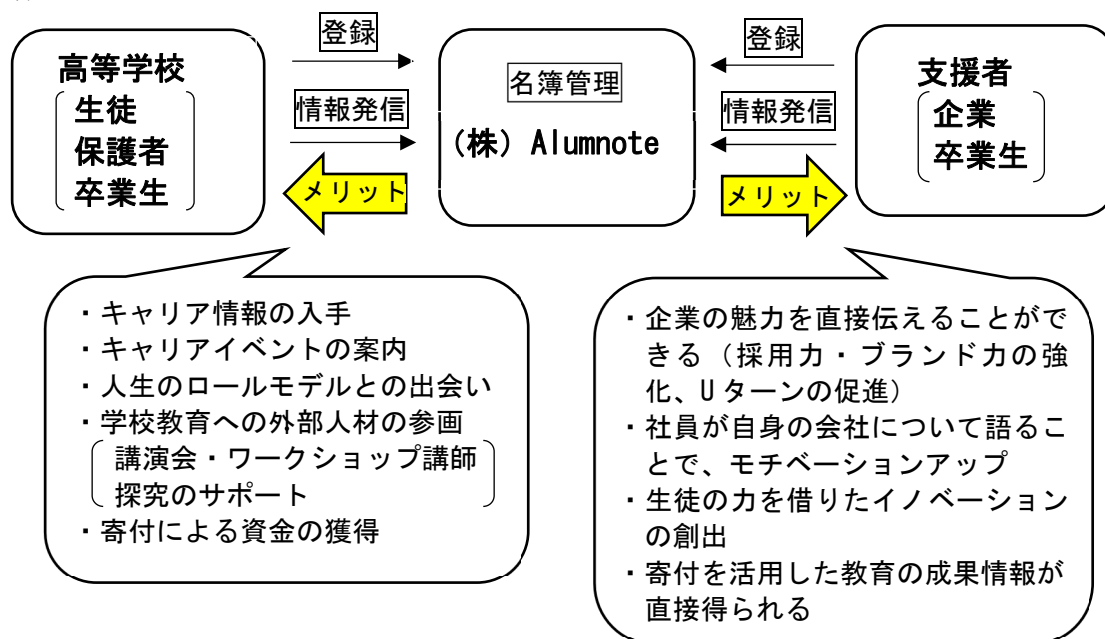 高等学校
生徒
保護者
卒業生
登録
情報発信
メリット
名簿管理
(株) Alumnote
登録
情報発信
メリット
支援者
企業
卒業生
・キャリア情報の入手
・キャリアイベントの案内
・人生のロールモデルとの出会い
・学校教育への外部人材の参画
講演会・ワークショップ講師
探究のサポート
・寄付による資金の獲得
・企業の魅力を直接伝えることがで
きる（採用力・ブランド力の強
化、Uターンの促進）
・社員が自身の会社について語るこ
とで、モチベーションアップ
・生徒の力を借りたイノベーション
の創出
・寄付を活用した教育の成果情報が
直接得られる